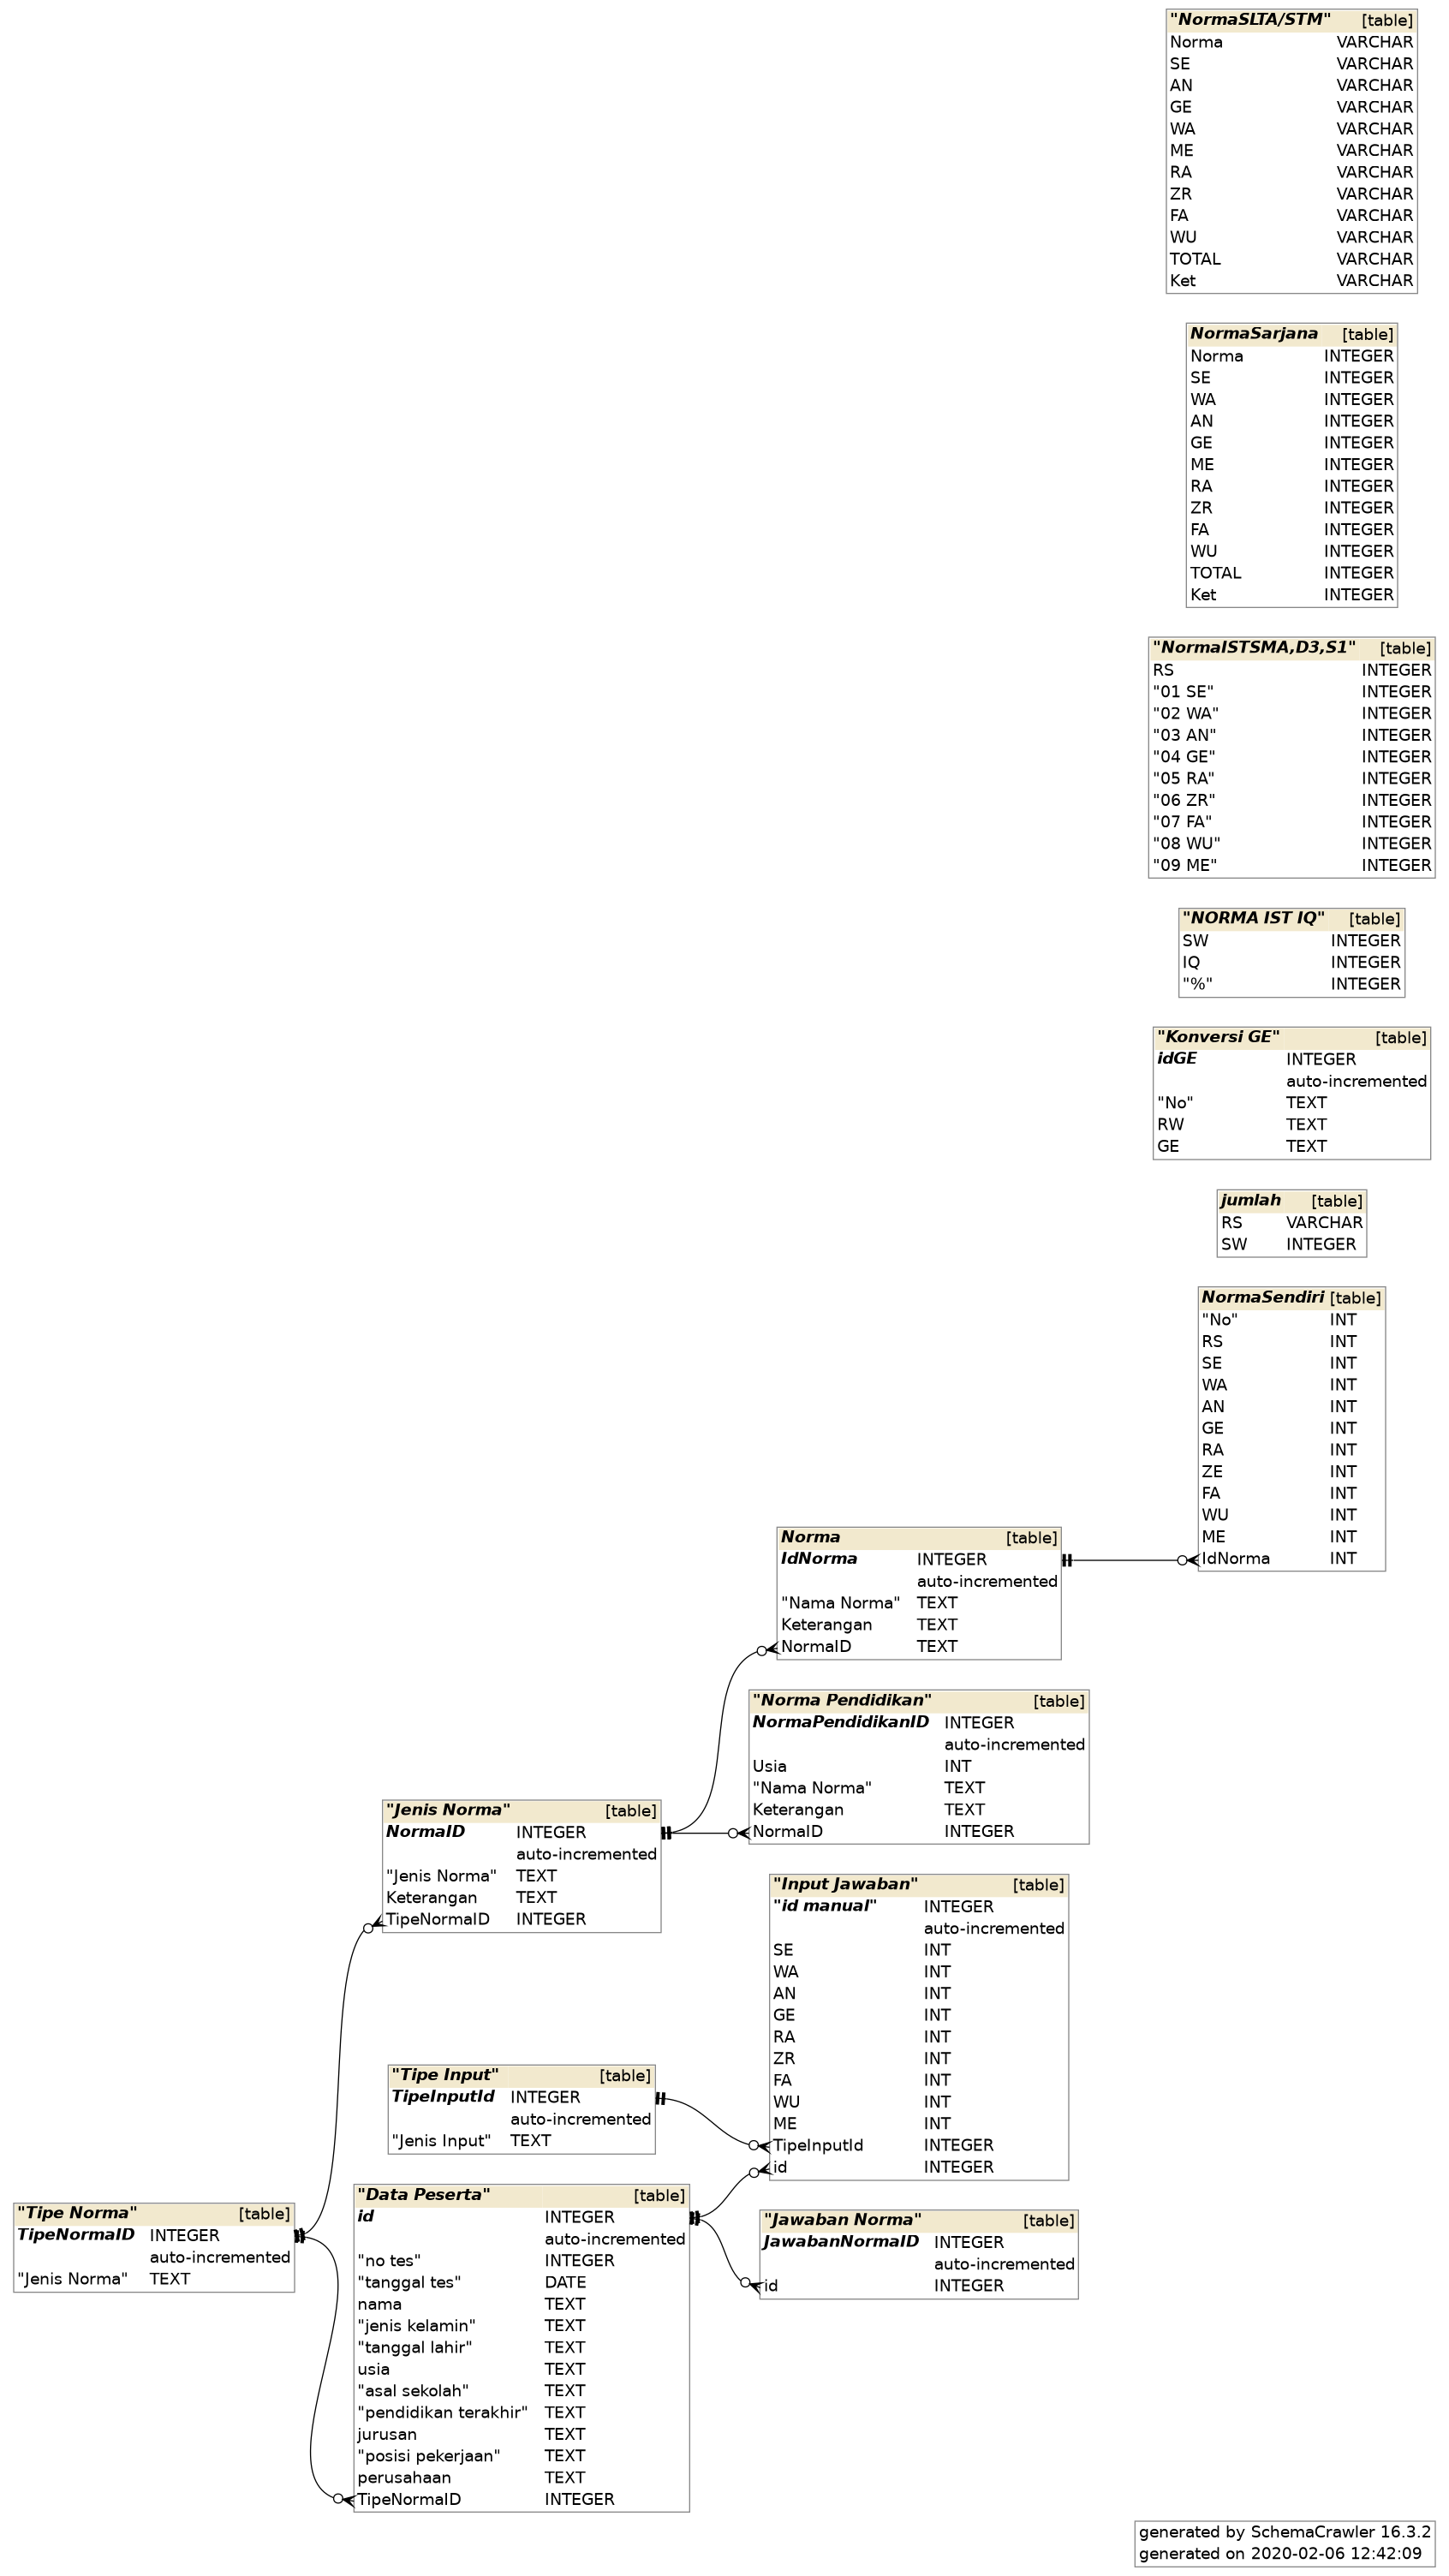 "NormaSLTA/STM" [table]
Norma VARCHAR
SE VARCHAR
AN VARCHAR
GE VARCHAR
WA VARCHAR
ME VARCHAR
RA VARCHAR
ZR VARCHAR
FA VARCHAR
WU VARCHAR
TOTAL VARCHAR
Ket VARCHAR
NormaSarjana [table]
Norma INTEGER
SE INTEGER
WA INTEGER
AN INTEGER
GE INTEGER
ME INTEGER
RA INTEGER
ZR INTEGER
FA INTEGER
WU INTEGER
TOTAL INTEGER
Ket INTEGER
"NormaISTSMA,D3,S1" [table]
RS INTEGER
"01 SE" INTEGER
"02 WA" INTEGER
"03 AN" INTEGER
"04 GE" INTEGER
"05 RA" INTEGER
"06 ZR" INTEGER
"07 FA" INTEGER
"08 WU" INTEGER
"09 ME" INTEGER
"NORMA IST IQ" [table]
SW INTEGER
IQ INTEGER
"%" INTEGER
"Konversi GE" [table]
idGE INTEGER
auto-incremented
"No" TEXT
RW TEXT
GE TEXT
jumlah [table]
RS VARCHAR
SW INTEGER
NormaSendiri [table]
"No" INT
RS INT
SE INT
WA INT
AN INT
GE INT
RA INT
ZE INT
FA INT
WU INT
ME INT
IdNorma INT
Norma [table]
IdNorma INTEGER
auto-incremented
"Nama Norma" TEXT
Keterangan TEXT
NormaID TEXT
"Norma Pendidikan" [table]
NormaPendidikanID INTEGER
auto-incremented
Usia INT
"Nama Norma" TEXT
Keterangan TEXT
NormaID INTEGER
"Jenis Norma" [table]
NormaID INTEGER
auto-incremented
"Jenis Norma" TEXT
Keterangan TEXT
TipeNormaID INTEGER
"Input Jawaban" [table]
"id manual" INTEGER
auto-incremented
SE INT
WA INT
AN INT
GE INT
RA INT
ZR INT
FA INT
WU INT
ME INT
TipeInputId INTEGER
id INTEGER
"Tipe Input" [table]
TipeInputId INTEGER
auto-incremented
"Jenis Input" TEXT
"Data Peserta" [table]
id INTEGER
auto-incremented
"no tes" INTEGER
"tanggal tes" DATE
nama TEXT
"jenis kelamin" TEXT
"tanggal lahir" TEXT
usia TEXT
"asal sekolah" TEXT
"pendidikan terakhir" TEXT
jurusan TEXT
"posisi pekerjaan" TEXT
perusahaan TEXT
TipeNormaID INTEGER
"Tipe Norma" [table]
TipeNormaID INTEGER
auto-incremented
"Jenis Norma" TEXT
"Jawaban Norma" [table]
JawabanNormaID INTEGER
auto-incremented
id INTEGER
generated by SchemaCrawler 16.3.2
generated on 2020-02-06 12:42:09